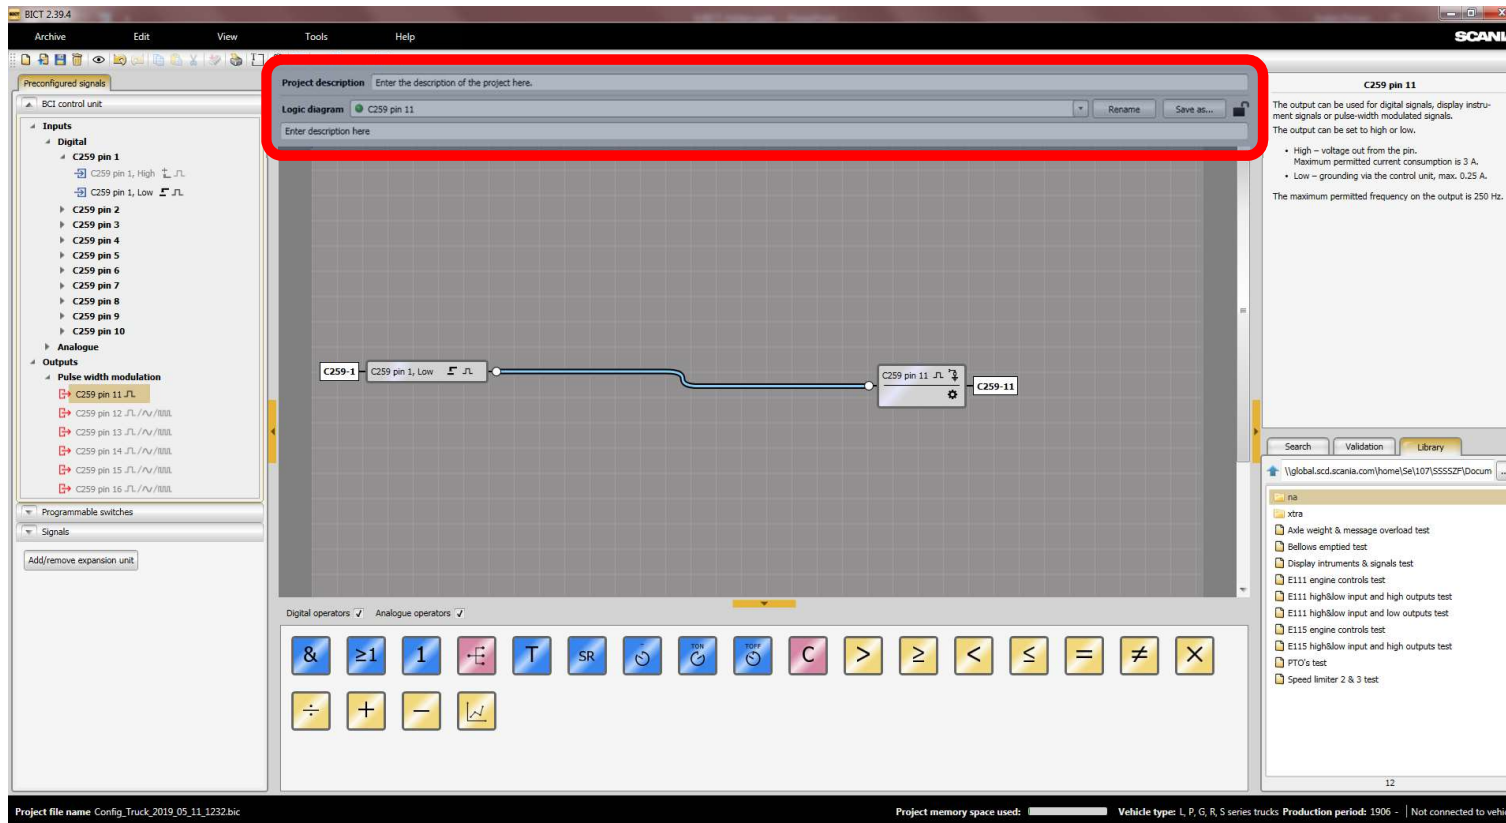 BICT 2.39.4
Archive Edit View Tools Help
SCANI
Preconfigured signals
BCI control unit
Inputs
Digital
C259 pin 1
C259 pin 1, High
C259 pin 1, Low
C259 pin 2
C259 pin 3
C259 pin 4
C259 pin 5
C259 pin 6
C259 pin 7
C259 pin 8
C259 pin 9
C259 pin 10
Analogue
Outputs
Pulse width modulation
C259 pin 11
C259 pin 12
C259 pin 13
C259 pin 14
C259 pin 15
C259 pin 16
Programmable switches
Signals
Add/remove expansion unit
Project description Enter the description of the project here.
Logic diagram C259 pin 11 Rename Save as...
Enter description here
C259-1 C259 pin 1, Low
C259 pin 11
C259-11
Digital operators Analogue operators
& ≥1 1 T SR TON TOFF C > ≥ < ≤ = ≠ ×
÷ + −
C259 pin 11
The output can be used for digital signals, display instru-
ment signals or pulse-width modulated signals.
The output can be set to high or low.
• High – voltage out from the pin.
Maximum permitted current consumption is 3 A.
• Low – grounding via the control unit, max. 0.25 A.
The maximum permitted frequency on the output is 250 Hz.
Search Validation Library
\\global.scd.scania.com\home\Se\107\SSSSZF\Docum ...
na
xtra
Axle weight & message overload test
Bellows emptied test
Display intruments & signals test
E111 engine controls test
E111 high&low input and high outputs test
E111 high&low input and low outputs test
E115 engine controls test
E115 high&low input and high outputs test
PTO's test
Speed limiter 2 & 3 test
12
Project file name Config_Truck_2019_05_11_1232.bic
Project memory space used: Vehicle type: L, P, G, R, S series trucks Production period: 1906 - | Not connected to vehic